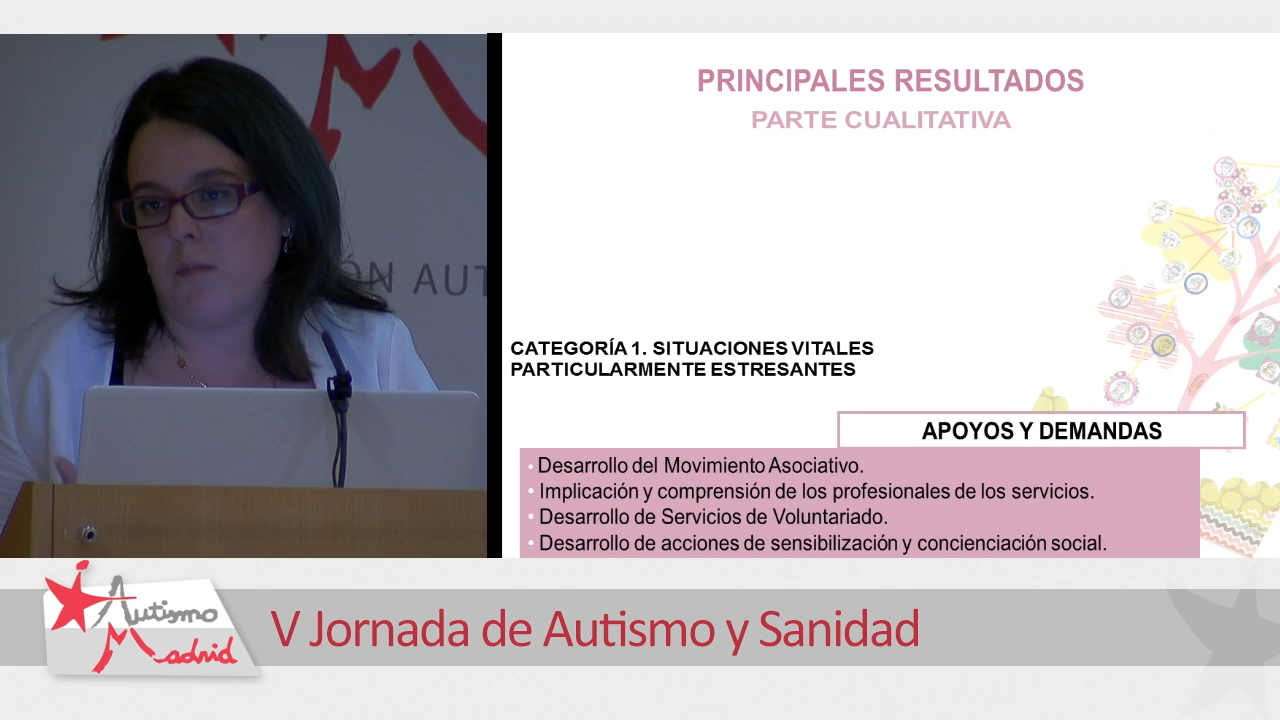 ÓN AUT
PRINCIPALES RESULTADOS
PARTE CUALITATIVA
CATEGORÍA 1. SITUACIONES VITALES
PARTICULARMENTE ESTRESANTES
APOYOS Y DEMANDAS
• Desarrollo del Movimiento Asociativo.
• Implicación y comprensión de los profesionales de los servicios.
• Desarrollo de Servicios de Voluntariado.
• Desarrollo de acciones de sensibilización y concienciación social.
Autismo
Madrid
V Jornada de Autismo y Sanidad